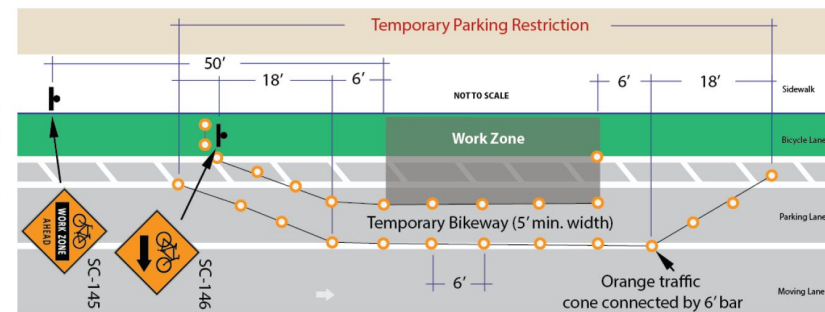 Temporary Parking Restriction
50'
18'
6'
6'
18'
NOT TO SCALE
Sidewalk
Work Zone
Bicycle Lane
Temporary Bikeway (5' min. width)
Parking Lane
WORK ZONE
AHEAD
SC-145
SC-146
6'
Orange traffic
cone connected by 6' bar
Moving Lane